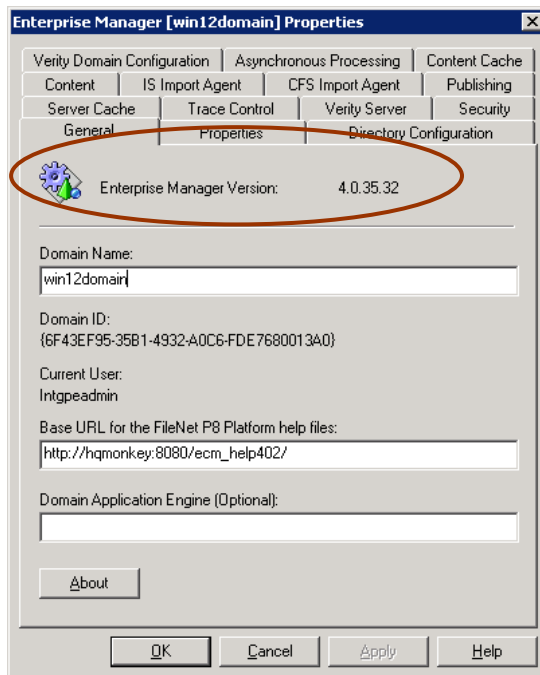 Enterprise Manager [win12domain] Properties
Verity Domain Configuration Asynchronous Processing Content Cache
Content IS Import Agent CFS Import Agent Publishing
Server Cache Trace Control Verity Server Security
General Properties Directory Configuration
Enterprise Manager Version: 4.0.35.32
Domain Name:
win12domain
Domain ID:
{6F43EF95-35B1-4932-A0C6-FDE7680013A0}
Current User:
Intgpeadmin
Base URL for the FileNet P8 Platform help files:
http://hqmonkey:8080/ecm_help402/
Domain Application Engine (Optional):
About
OK Cancel Apply Help